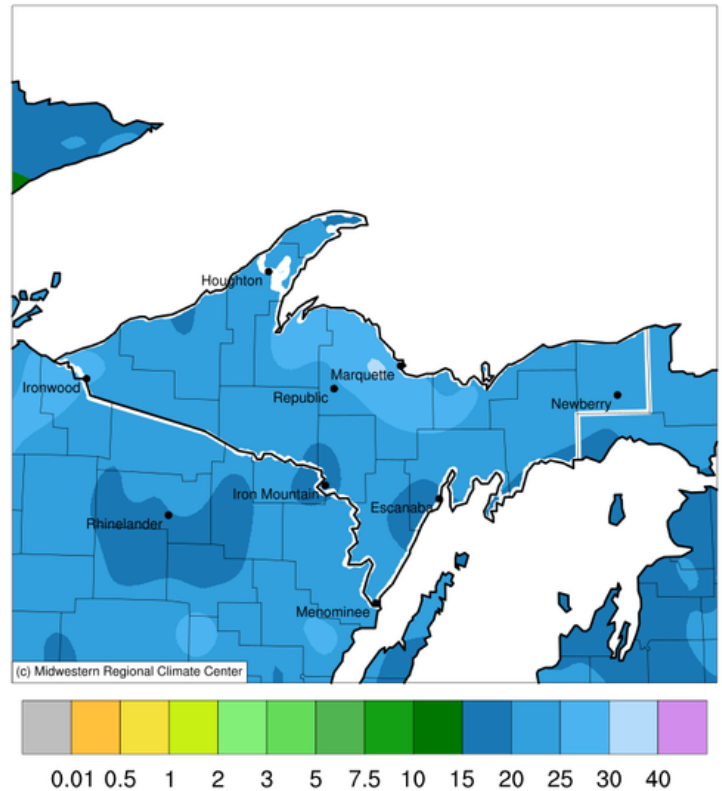 Houghton
Marquette
Ironwood
Republic
Newberry
Iron Mountain
Escanaba
Rhinelander
Menominee
(c) Midwestern Regional Climate Center
0.01 0.5 1 2 3 5 7.5 10 15 20 25 30 40